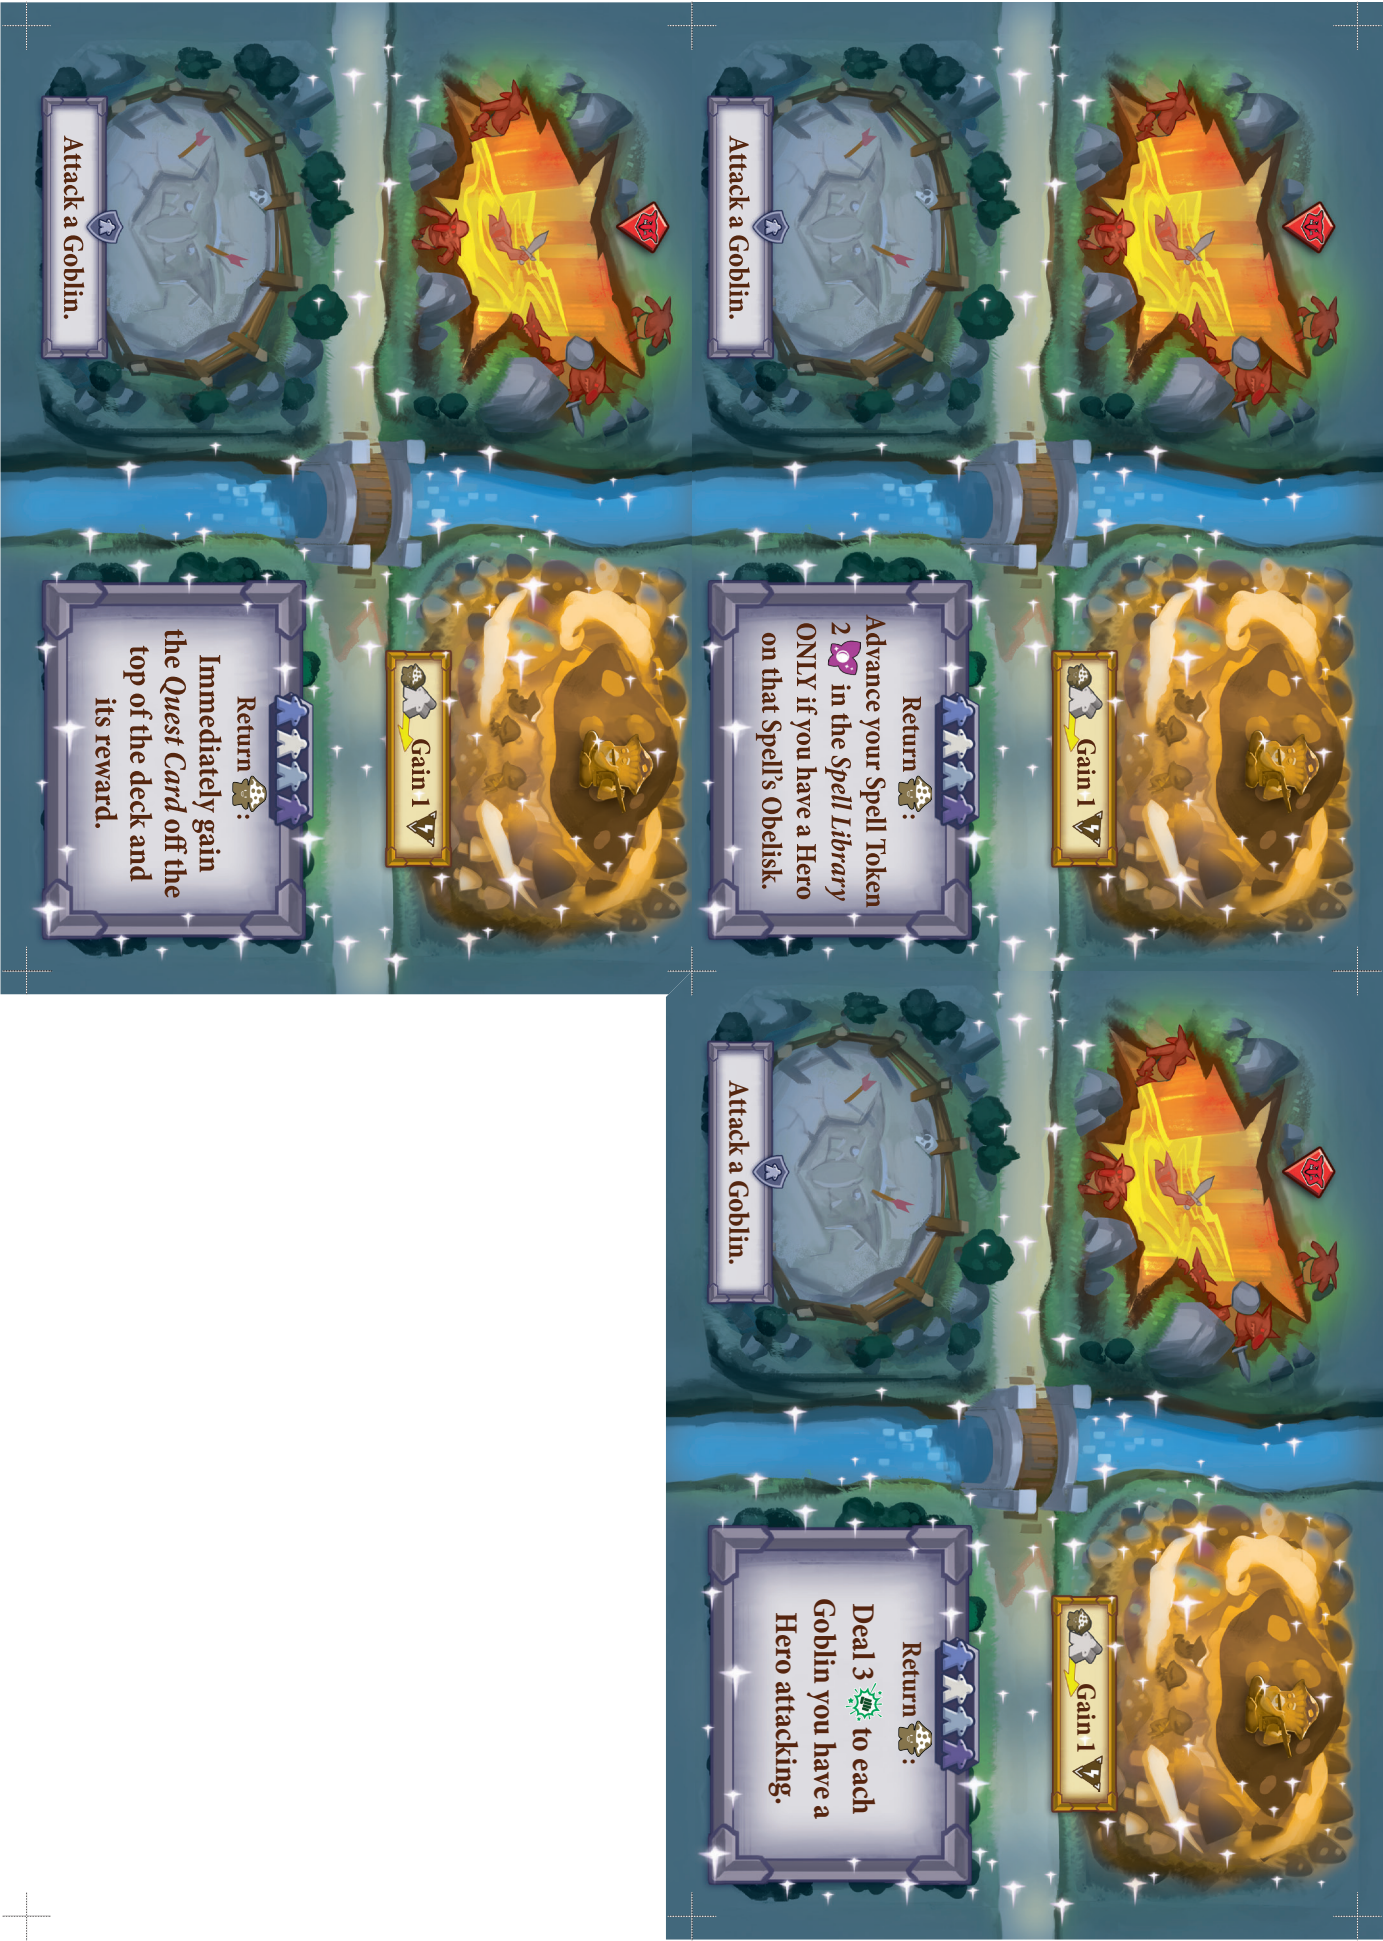 Attack a Goblin.
Return :
Immediately gain
the Quest Card off the
top of the deck and
its reward.
Gain 1
Attack a Goblin.
Return :
Advance your Spell Token
2 in the Spell Library
ONLY if you have a Hero
on that Spell's Obelisk.
Gain 1
Attack a Goblin.
Return :
Deal 3 to each
Goblin you have a
Hero attacking.
Gain 1